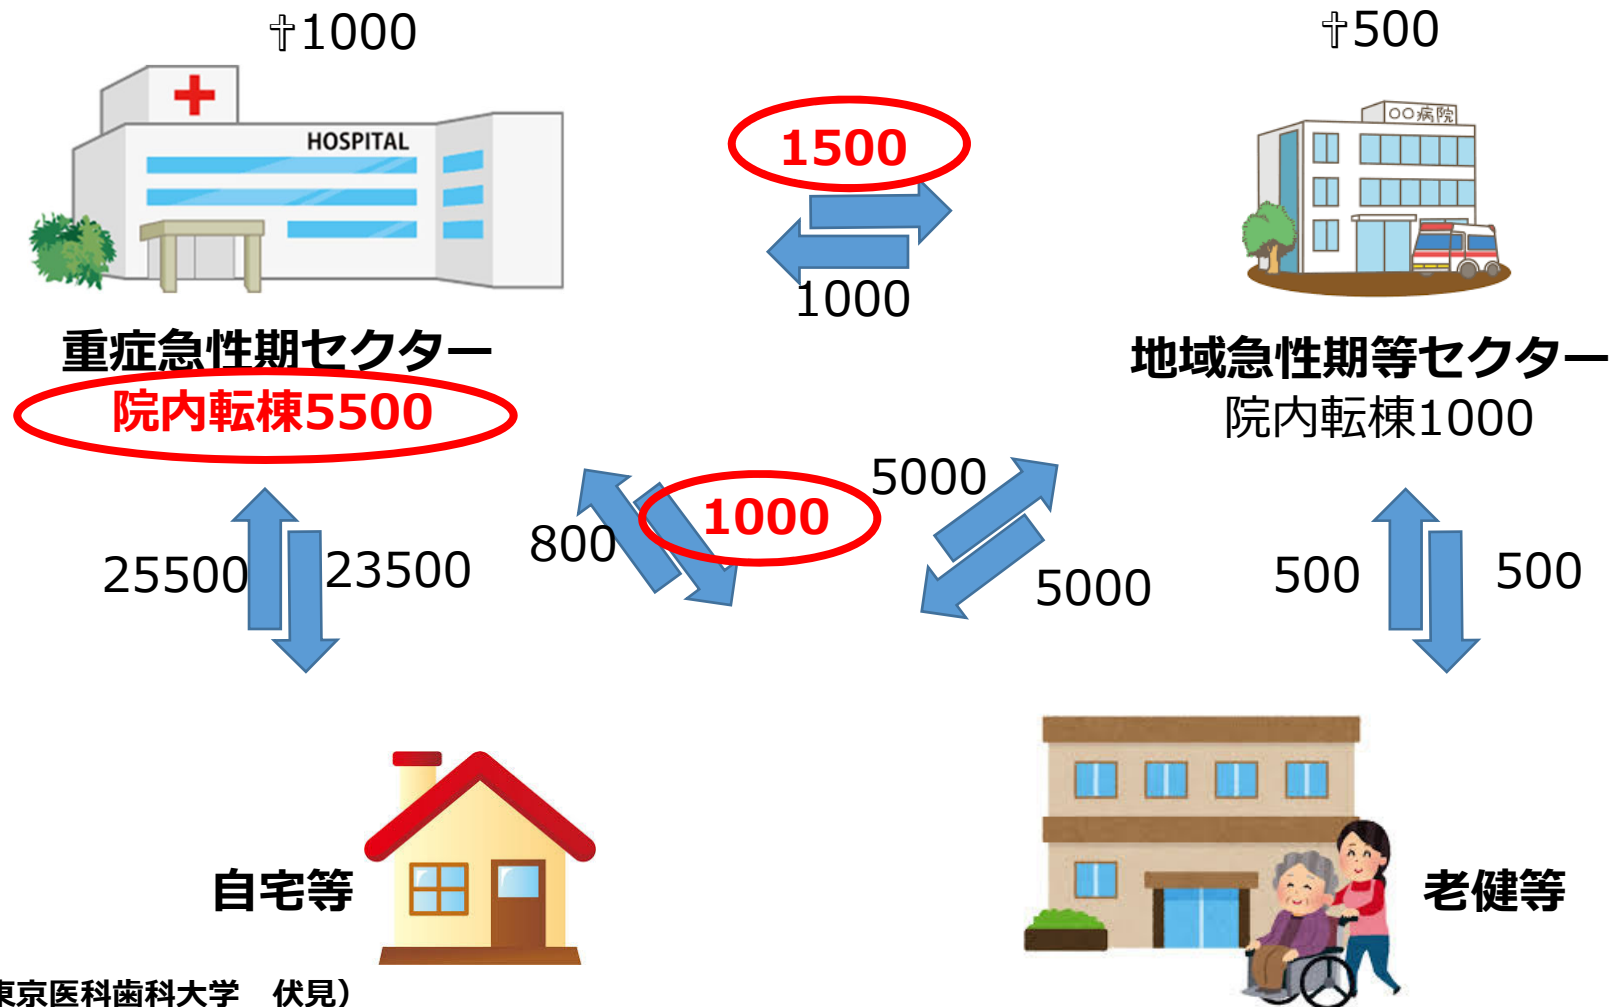 ✝1000
✝500
HOSPITAL
○○病院
1500
1000
重症急性期セクター
院内転棟5500
地域急性期等セクター
院内転棟1000
25500
23500
800
1000
5000
5000
500
500
自宅等
老健等
東京医科歯科大学 伏見）